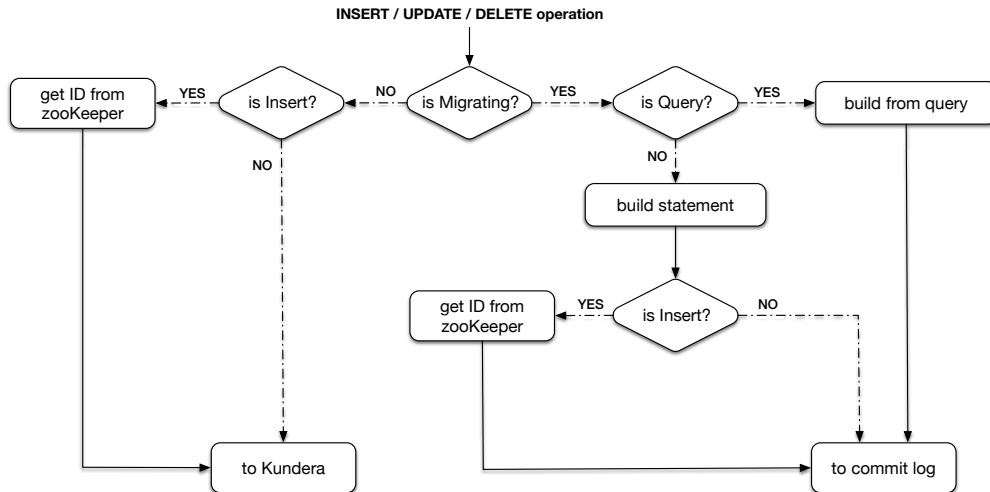 INSERT / UPDATE / DELETE operation
get ID from
zooKeeper
YES
is Insert?
NO
is Migrating?
YES
is Query?
YES
build from query
NO
NO
build statement
get ID from
zooKeeper
YES
is Insert?
NO
to Kundera
to commit log